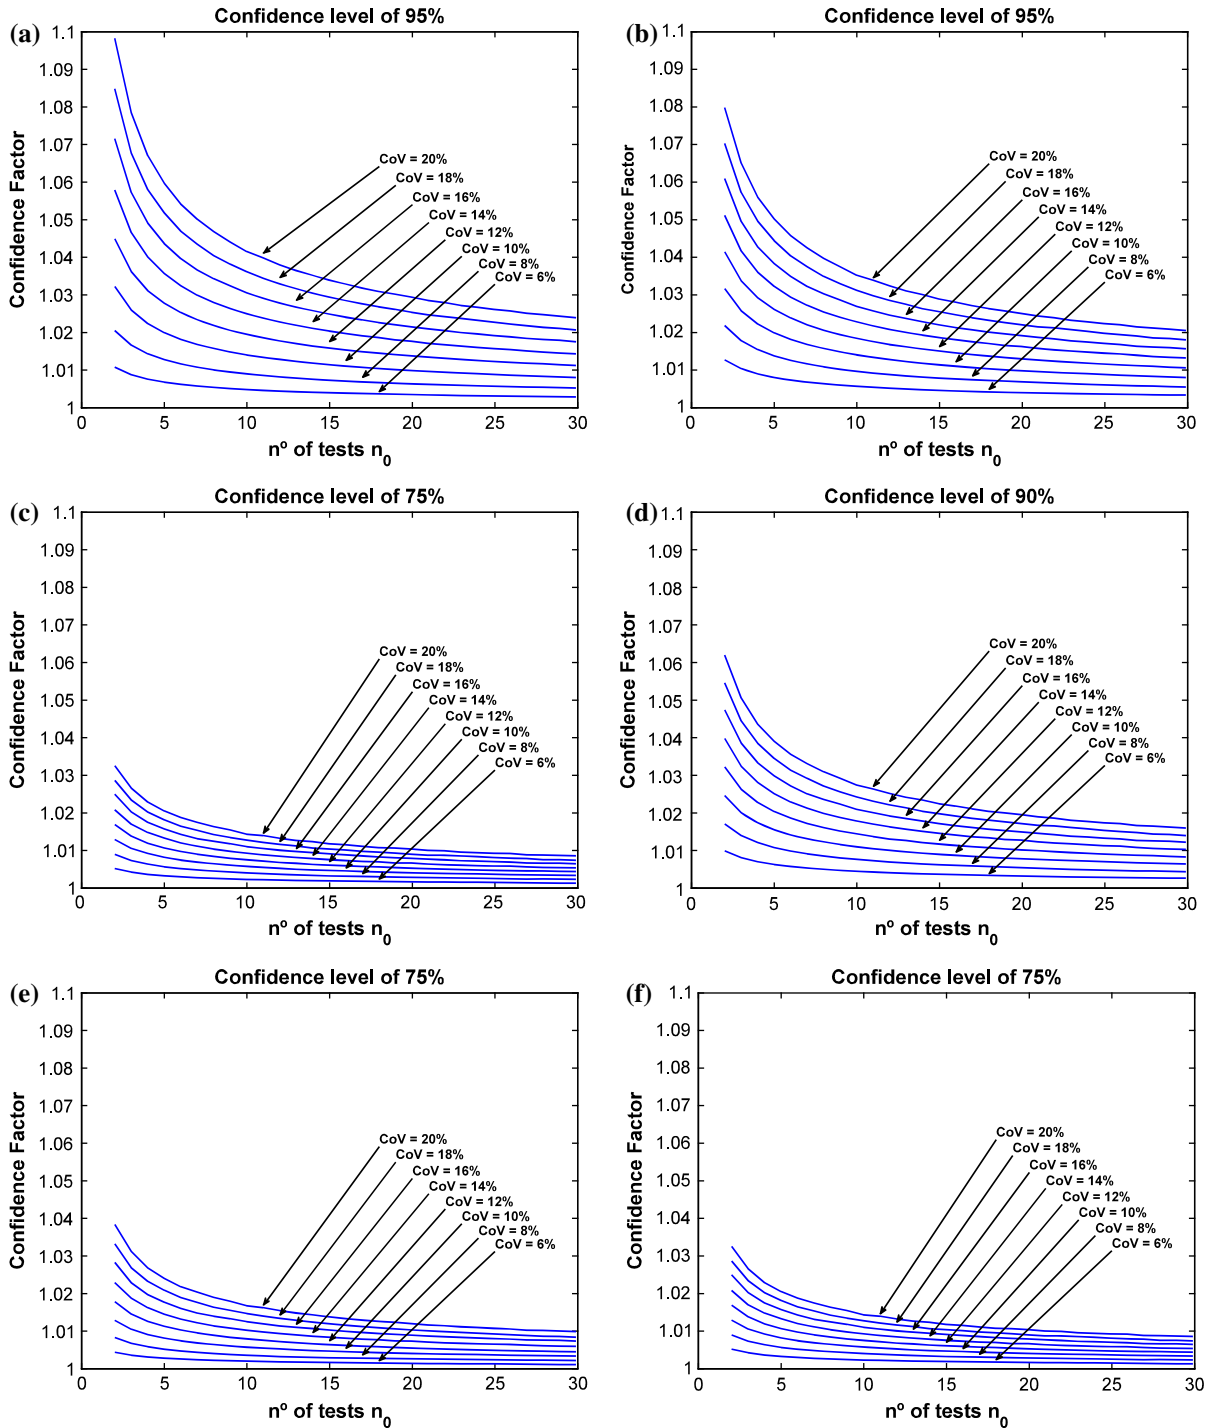 (a)
Confidence level of 95%
1.1
1.09
1.08
1.07
1.06
1.05
1.04
1.03
1.02
1.01
1
Confidence Factor
CoV = 20%
CoV = 18%
CoV = 16%
CoV = 14%
CoV = 12%
CoV = 10%
CoV = 8%
CoV = 6%
0 5 10 15 20 25 30
nº of tests n0
(b)
Confidence level of 95%
1.1
1.09
1.08
1.07
1.06
1.05
1.04
1.03
1.02
1.01
1
Confidence Factor
CoV = 20%
CoV = 18%
CoV = 16%
CoV = 14%
CoV = 12%
CoV = 10%
CoV = 8%
CoV = 6%
0 5 10 15 20 25 30
nº of tests n0
(c)
Confidence level of 75%
1.1
1.09
1.08
1.07
1.06
1.05
1.04
1.03
1.02
1.01
1
Confidence Factor
CoV = 20%
CoV = 18%
CoV = 16%
CoV = 14%
CoV = 12%
CoV = 10%
CoV = 8%
CoV = 6%
0 5 10 15 20 25 30
nº of tests n0
(d)
Confidence level of 90%
1.1
1.09
1.08
1.07
1.06
1.05
1.04
1.03
1.02
1.01
1
Confidence Factor
CoV = 20%
CoV = 18%
CoV = 16%
CoV = 14%
CoV = 12%
CoV = 10%
CoV = 8%
CoV = 6%
0 5 10 15 20 25 30
nº of tests n0
(e)
Confidence level of 75%
1.1
1.09
1.08
1.07
1.06
1.05
1.04
1.03
1.02
1.01
1
Confidence Factor
CoV = 20%
CoV = 18%
CoV = 16%
CoV = 14%
CoV = 12%
CoV = 10%
CoV = 8%
CoV = 6%
0 5 10 15 20 25 30
nº of tests n0
(f)
Confidence level of 75%
1.1
1.09
1.08
1.07
1.06
1.05
1.04
1.03
1.02
1.01
1
Confidence Factor
CoV = 20%
CoV = 18%
CoV = 16%
CoV = 14%
CoV = 12%
CoV = 10%
CoV = 8%
CoV = 6%
0 5 10 15 20 25 30
nº of tests n0